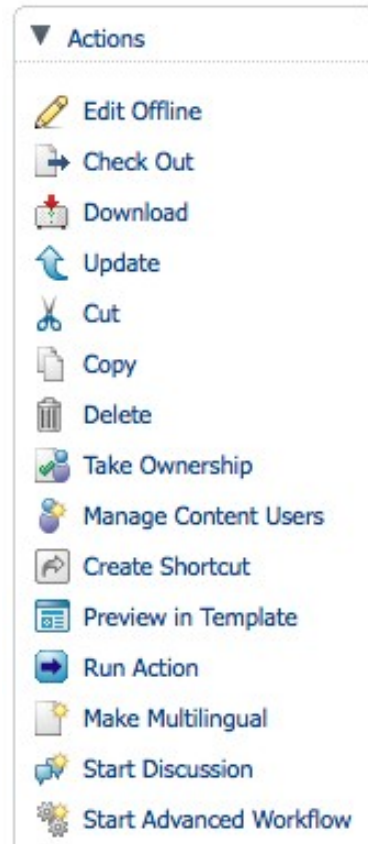 Actions
Edit Offline
Check Out
Download
Update
Cut
Copy
Delete
Take Ownership
Manage Content Users
Create Shortcut
Preview in Template
Run Action
Make Multilingual
Start Discussion
Start Advanced Workflow